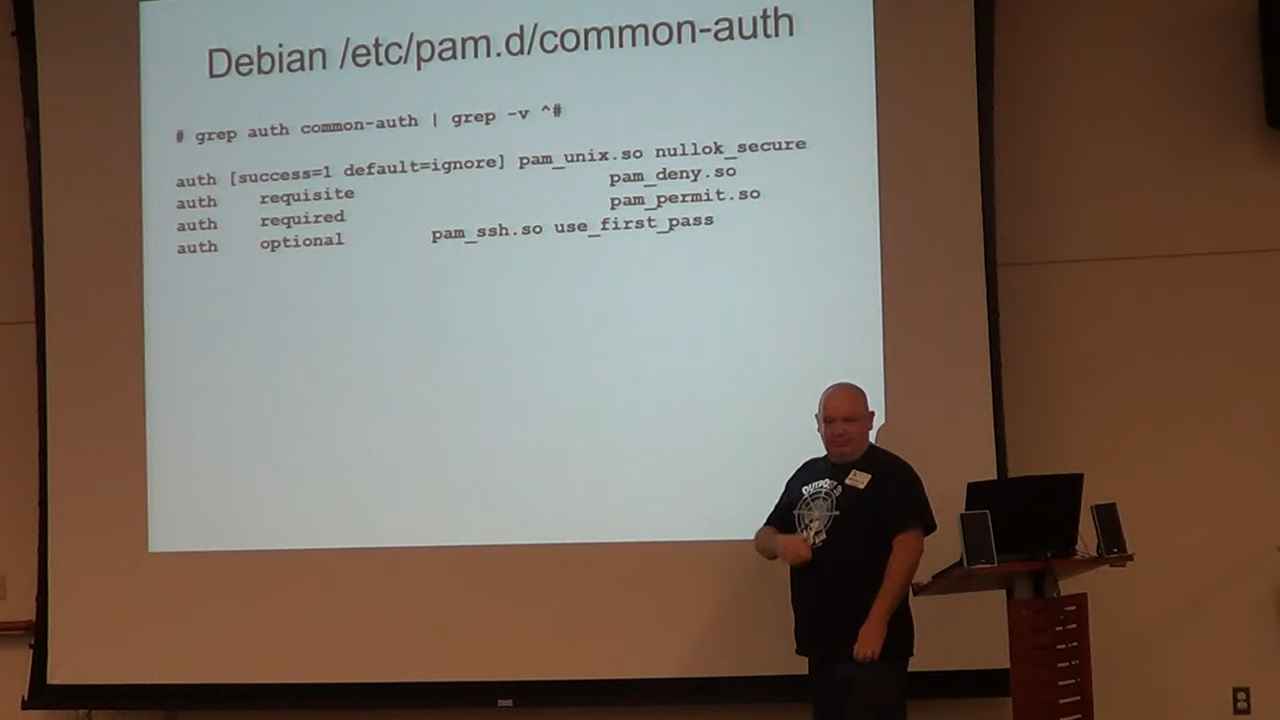 Debian /etc/pam.d/common-auth
# grep auth common-auth | grep -v ^#
auth [success=1 default=ignore] pam_unix.so nullok_secure
auth requisite pam_deny.so
auth required pam_permit.so
auth optional pam_ssh.so use_first_pass